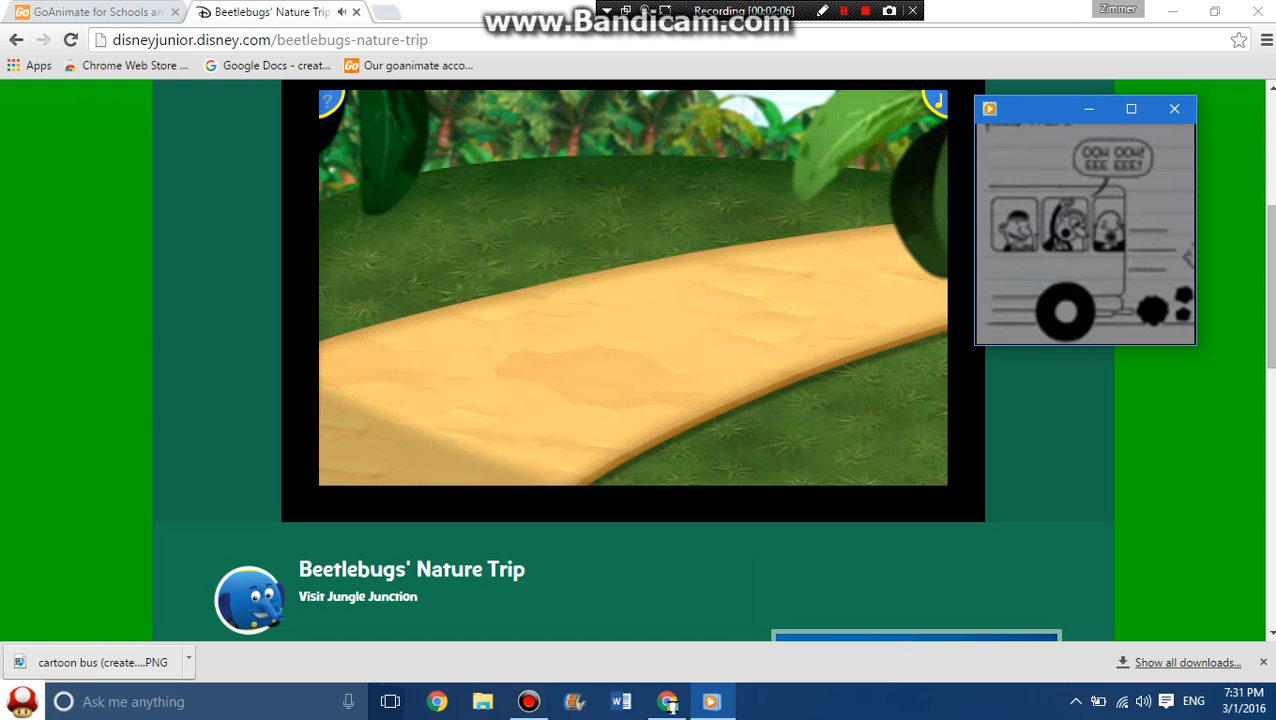 GoAnimate for Schools an
Beetlebugs' Nature Trip
Recording [00:02:06]
www.Bandicam.com
Zimmer
disneyjunior.disney.com/beetlebugs-nature-trip
Apps
Chrome Web Store ...
Google Docs - creat...
Our goanimate acco...
?
OOH OOH!
EEE EEE!
Beetlebugs' Nature Trip
Visit Jungle Junction
cartoon bus (create....PNG
Show all downloads...
Ask me anything
ENG
7:31 PM
3/1/2016